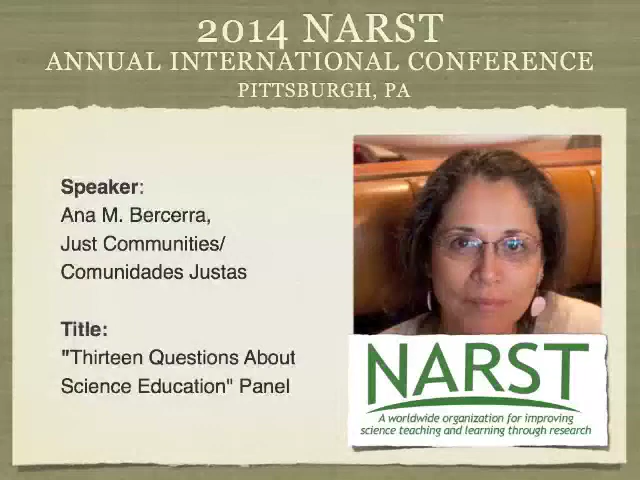 2014 NARST
ANNUAL INTERNATIONAL CONFERENCE
PITTSBURGH, PA
Speaker:
Ana M. Bercerra,
Just Communities/
Comunidades Justas
Title:
"Thirteen Questions About
Science Education" Panel
NARST
A worldwide organization for improving
science teaching and learning through research